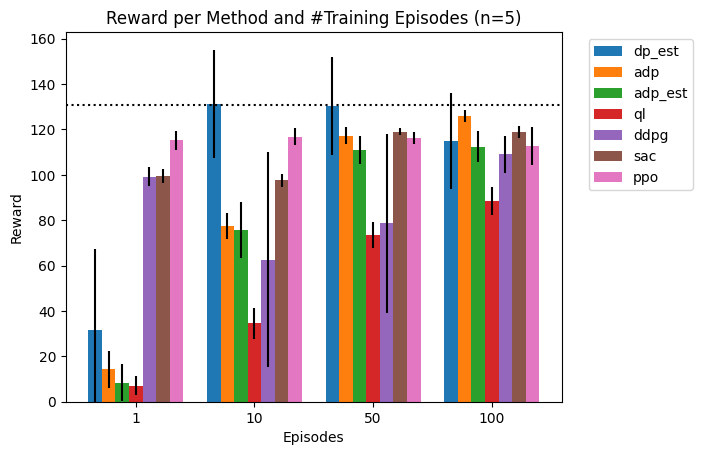 Reward per Method and #Training Episodes (n=5)
160
140
120
100
80
60
40
20
0
Reward
1
10
50
100
Episodes
dp_est
adp
adp_est
ql
ddpg
sac
ppo